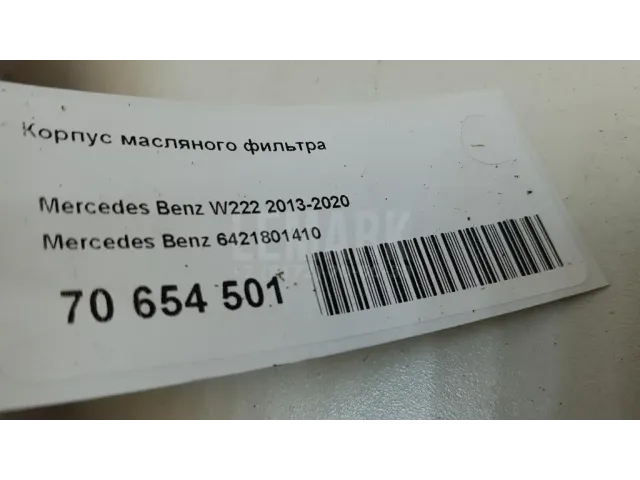 Корпус масляного фильтра
Mercedes Benz W222 2013-2020
Mercedes Benz 6421801410
70 654 501